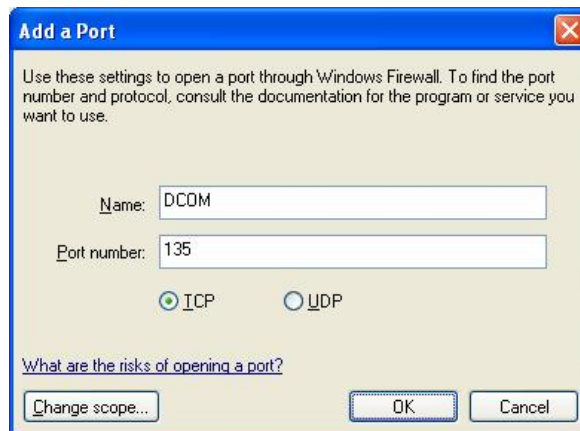 Add a Port
Use these settings to open a port through Windows Firewall. To find the port
number and protocol, consult the documentation for the program or service you
want to use.
Name: DCOM
Port number: 135
TCP UDP
What are the risks of opening a port?
Change scope... OK Cancel